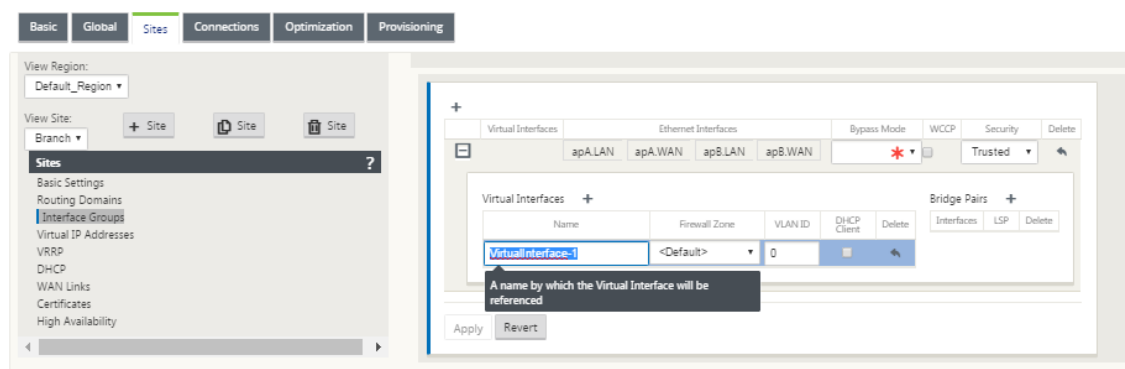 Basic Global Sites Connections Optimization Provisioning
View Region:
Default_Region
View Site:
Branch
+ Site Site Site
Sites ?
Basic Settings
Routing Domains
Interface Groups
Virtual IP Addresses
VRRP
DHCP
WAN Links
Certificates
High Availability
+
Virtual Interfaces Ethernet Interfaces Bypass Mode WCCP Security Delete
apA.LAN apA.WAN apB.LAN apB.WAN * Trusted
Virtual Interfaces +
Name Firewall Zone VLAN ID DHCP Client Delete
VirtualInterface-1 <Default> 0
A name by which the Virtual Interface will be
referenced
Bridge Pairs +
Interfaces LSP Delete
Apply Revert